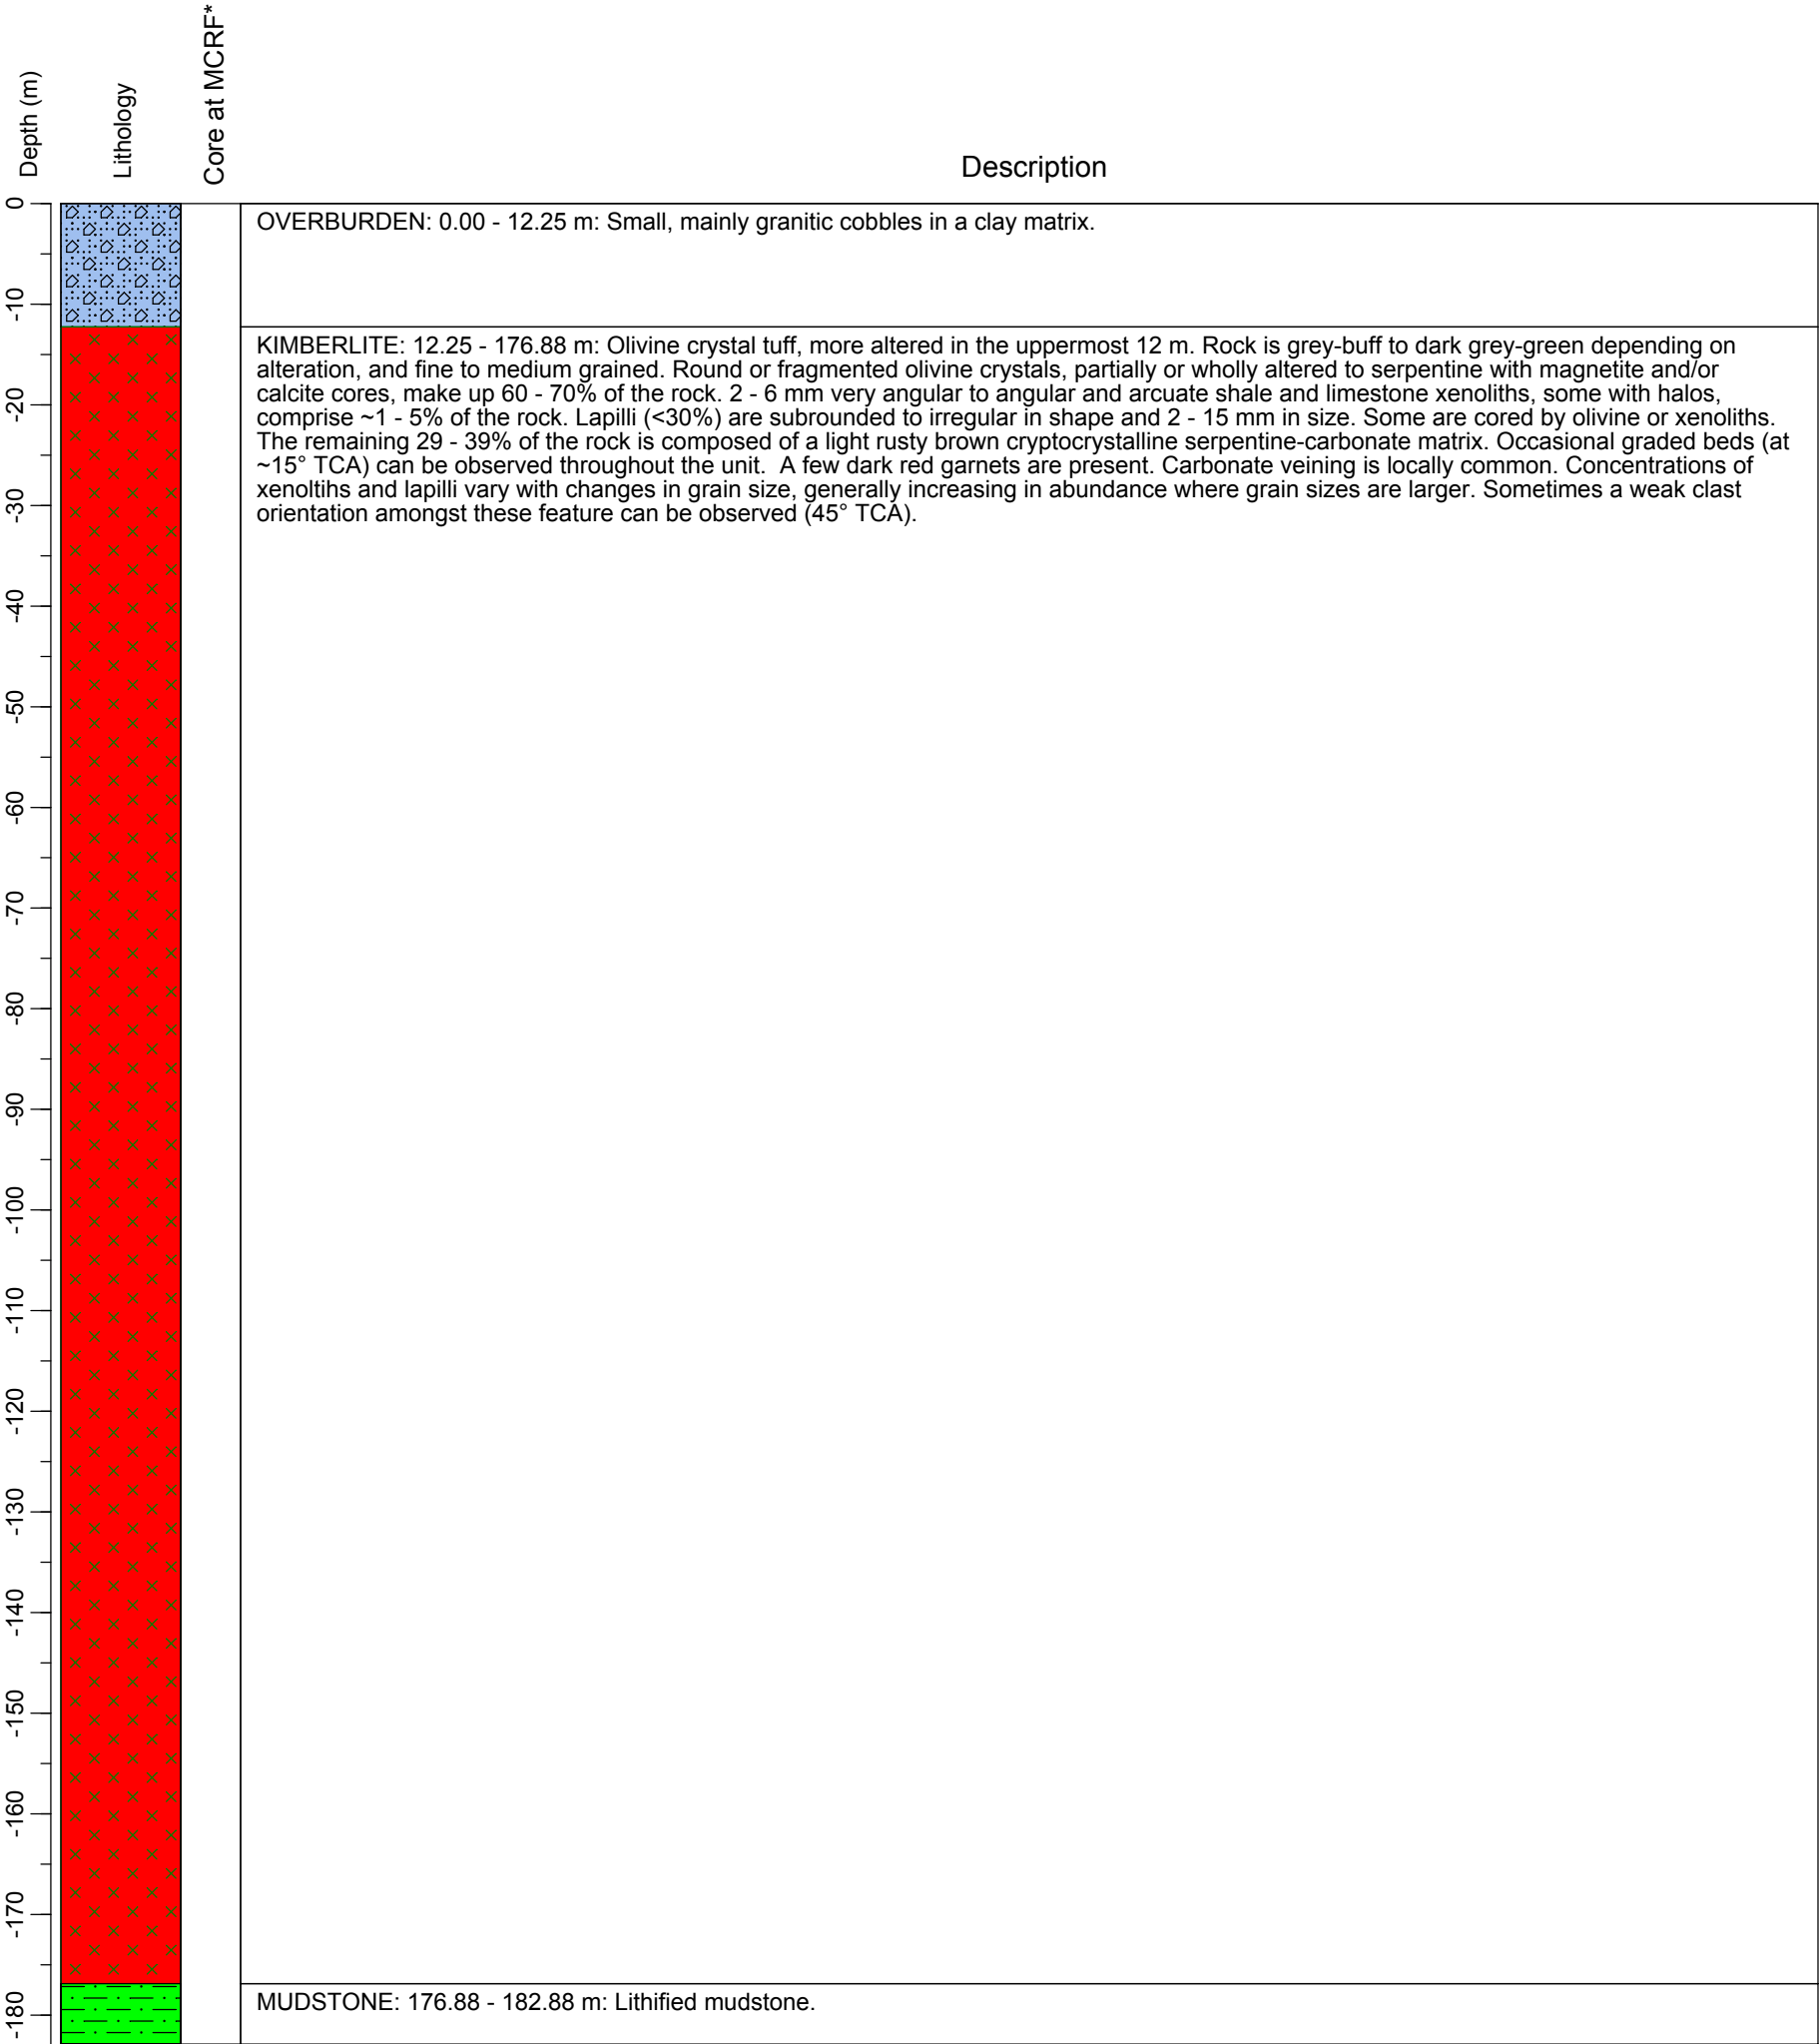 Depth (m)
Lithology
Core at MCRF*
Description
0
OVERBURDEN: 0.00 - 12.25 m: Small, mainly granitic cobbles in a clay matrix.
-10
KIMBERLITE: 12.25 - 176.88 m: Olivine crystal tuff, more altered in the uppermost 12 m. Rock is grey-buff to dark grey-green depending on
alteration, and fine to medium grained. Round or fragmented olivine crystals, partially or wholly altered to serpentine with magnetite and/or
calcite cores, make up 60 - 70% of the rock. 2 - 6 mm very angular to angular and arcuate shale and limestone xenoliths, some with halos,
comprise ~1 - 5% of the rock. Lapilli (<30%) are subrounded to irregular in shape and 2 - 15 mm in size. Some are cored by olivine or xenoliths.
The remaining 29 - 39% of the rock is composed of a light rusty brown cryptocrystalline serpentine-carbonate matrix. Occasional graded beds (at
~15° TCA) can be observed throughout the unit.  A few dark red garnets are present. Carbonate veining is locally common. Concentrations of
xenoltihs and lapilli vary with changes in grain size, generally increasing in abundance where grain sizes are larger. Sometimes a weak clast
orientation amongst these feature can be observed (45° TCA).
-20
-30
-40
-50
-60
-70
-80
-90
-100
-110
-120
-130
-140
-150
-160
-170
MUDSTONE: 176.88 - 182.88 m: Lithified mudstone.
-180